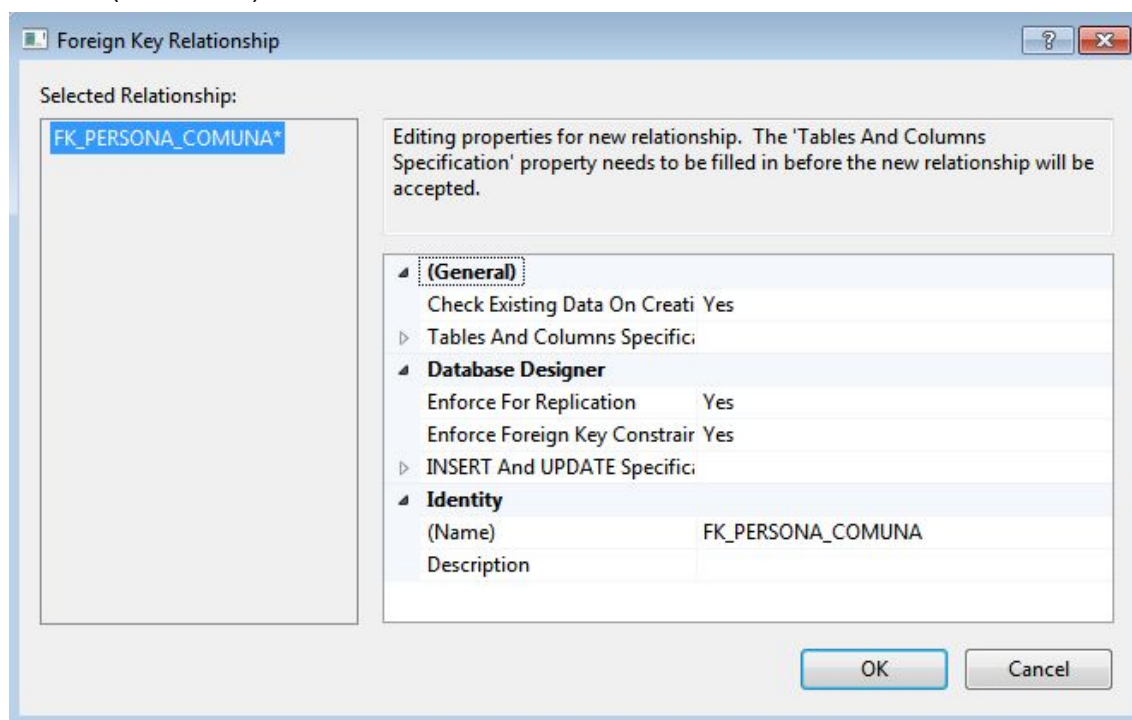 Foreign Key Relationship
Selected Relationship:
FK_PERSONA_COMUNA*
Editing properties for new relationship. The 'Tables And Columns
Specification' property needs to be filled in before the new relationship will be
accepted.
(General)
Check Existing Data On Creati Yes
Tables And Columns Specifica
Database Designer
Enforce For Replication Yes
Enforce Foreign Key Constrair Yes
INSERT And UPDATE Specifica
Identity
(Name) FK_PERSONA_COMUNA
Description
OK Cancel